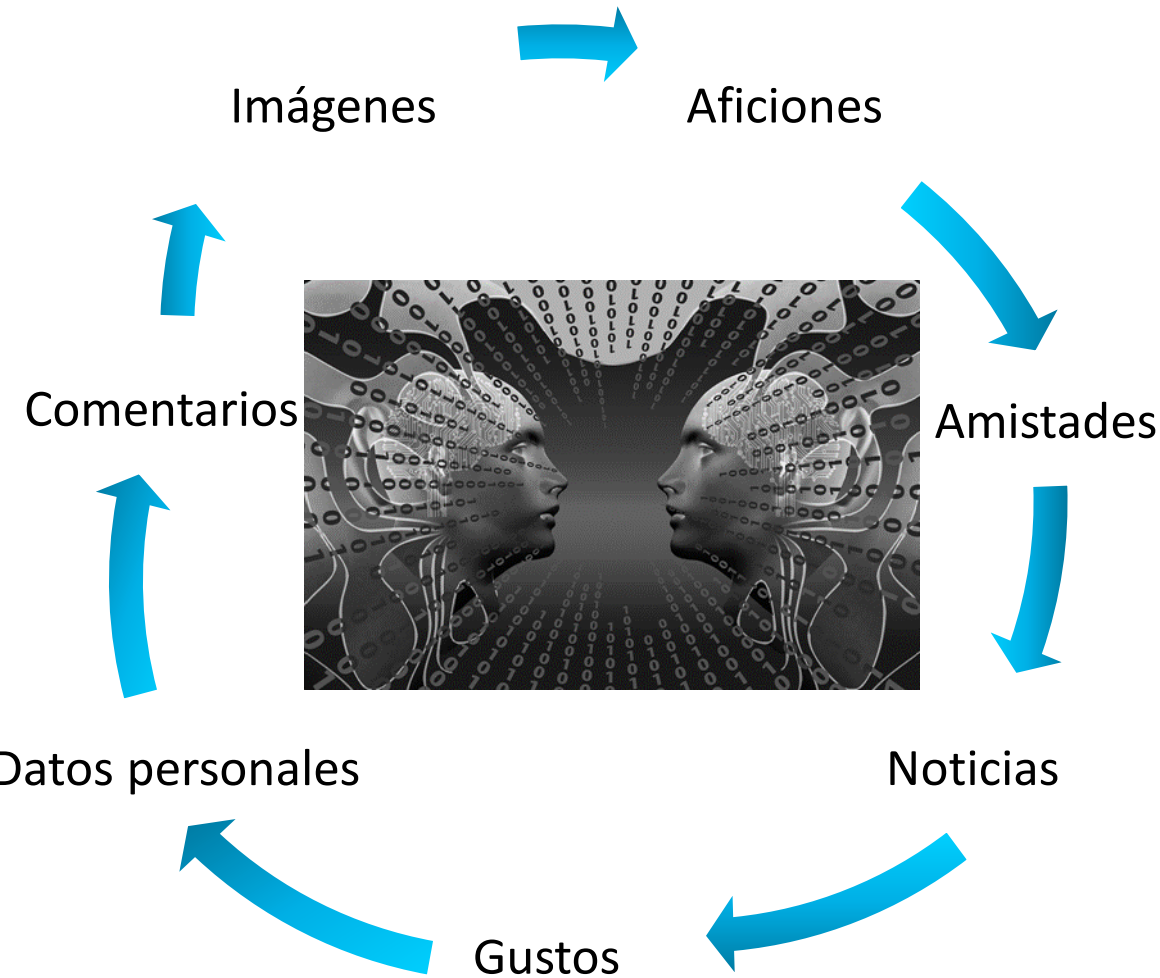 Imágenes
Aficiones
Comentarios
Amistades
Datos personales
Noticias
Gustos